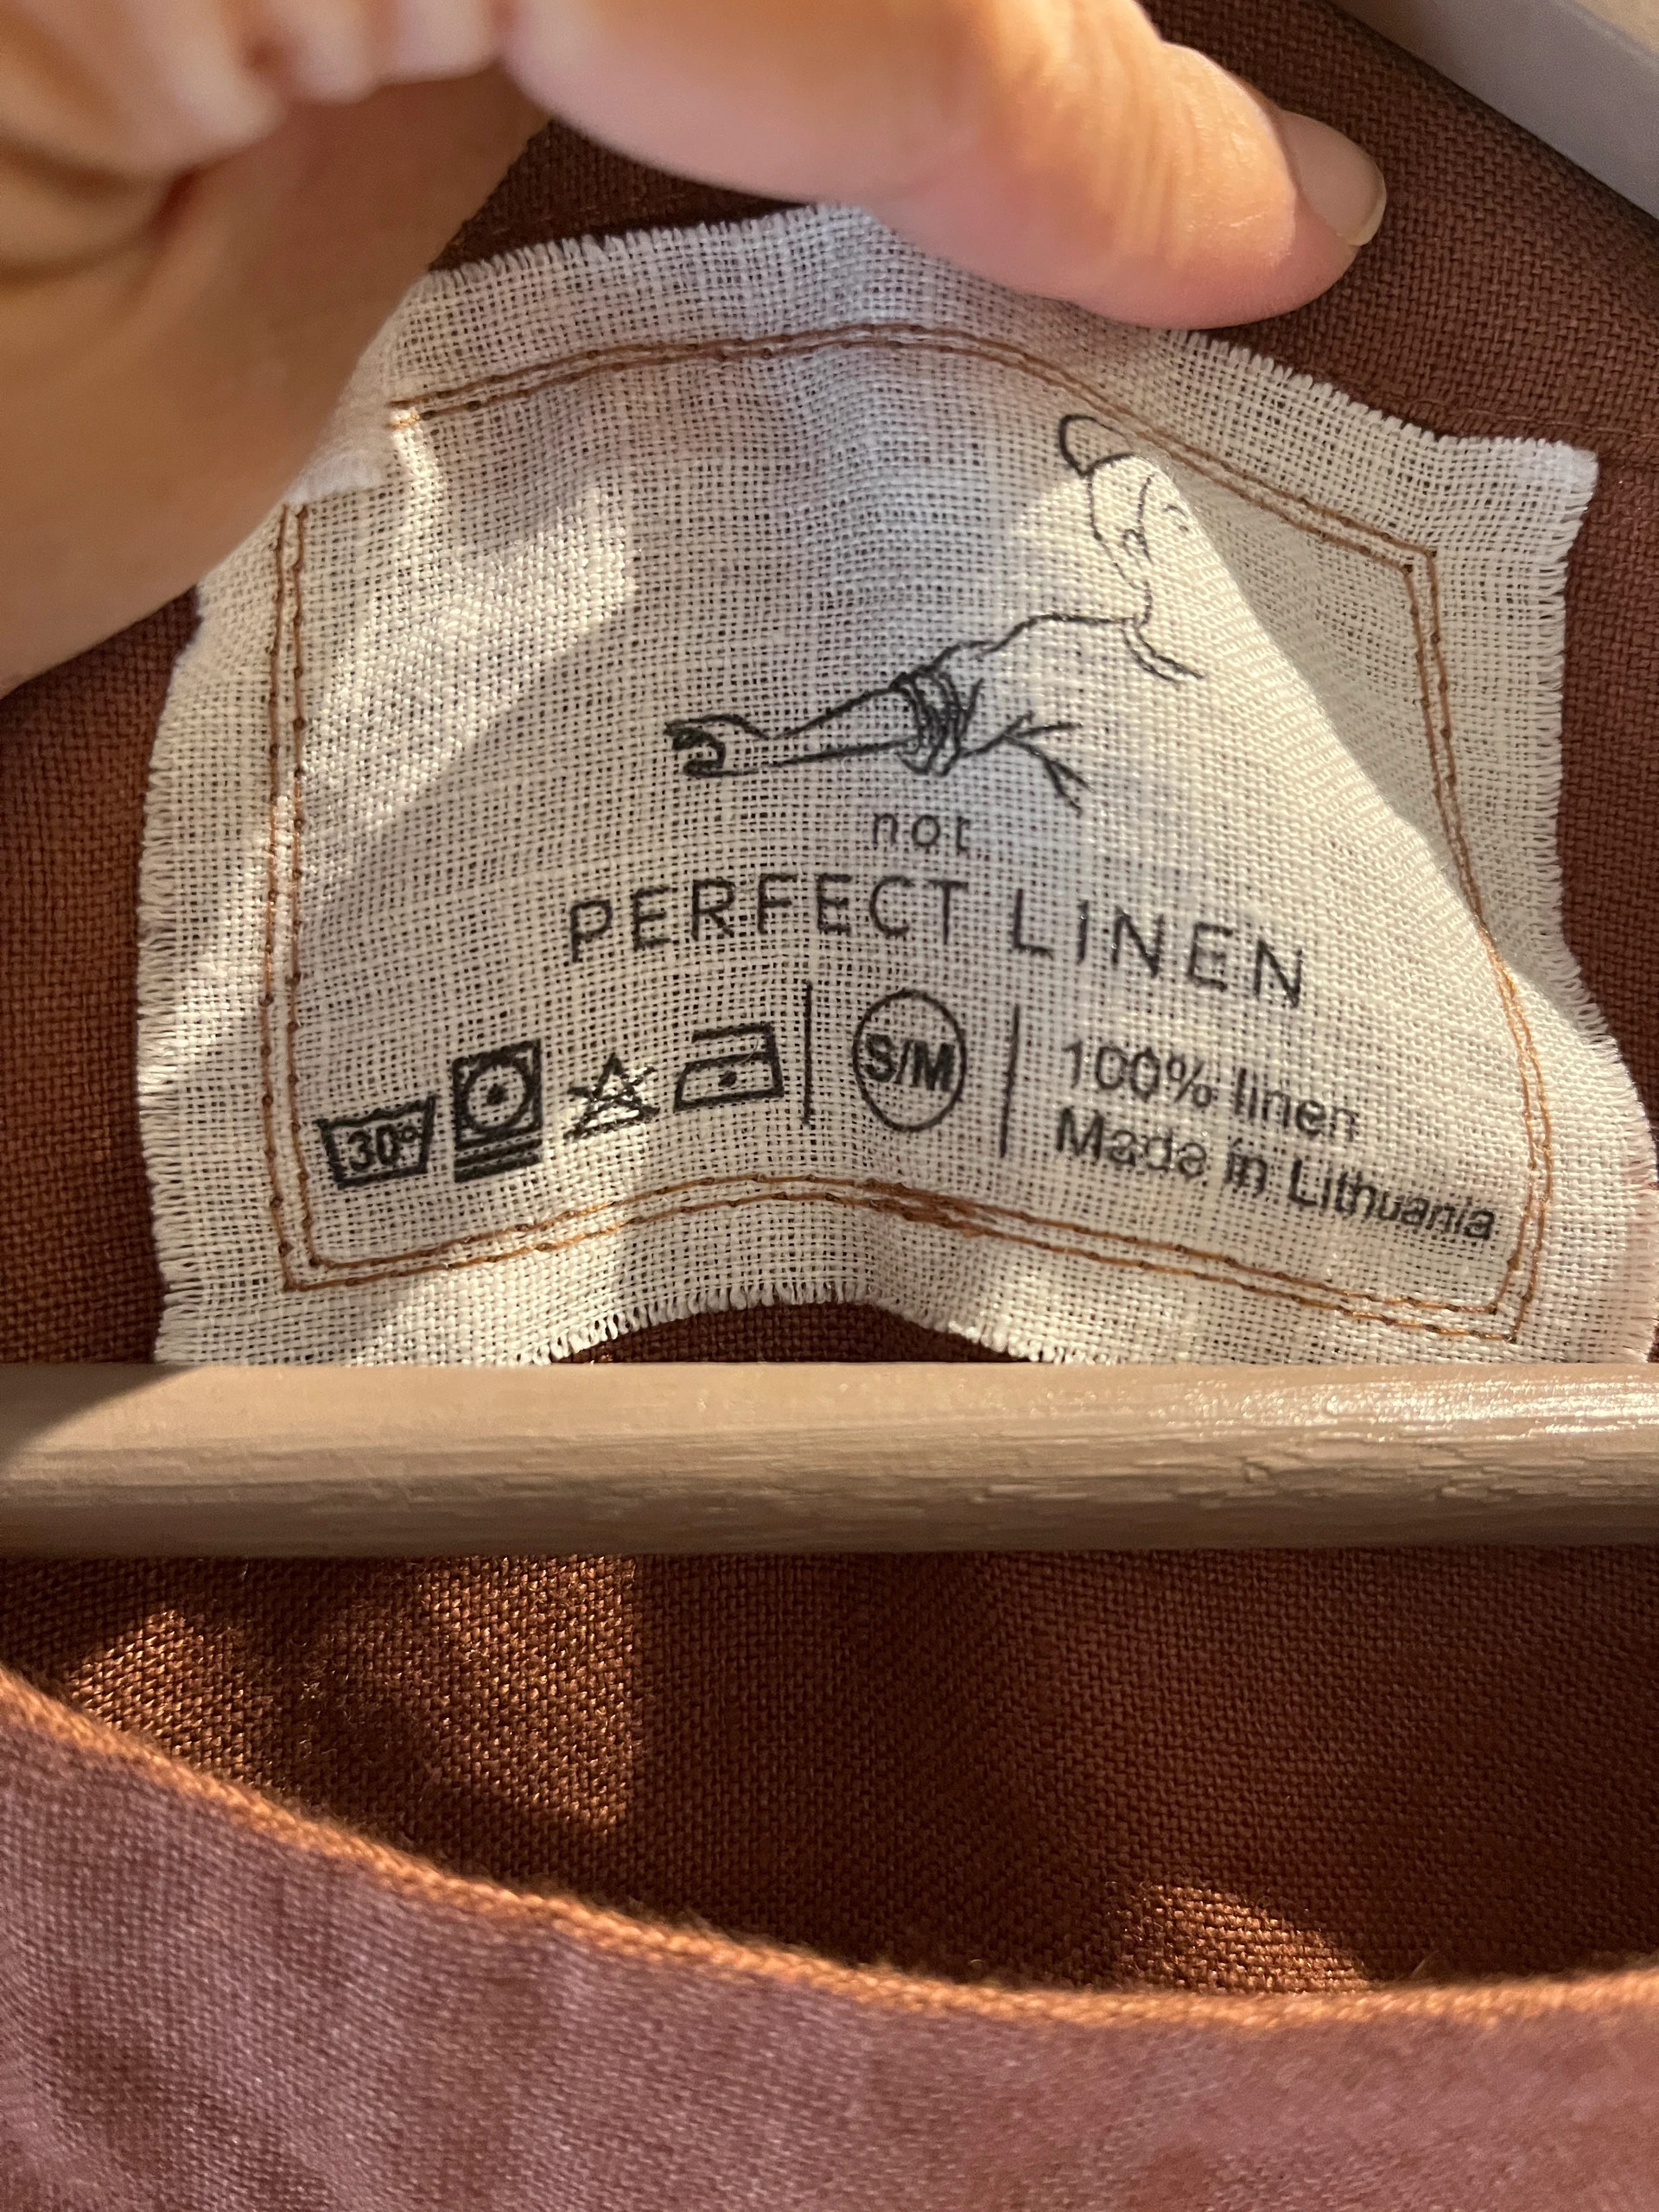 not
PERFECT LINEN
30° S/M 100% linen
Made in Lithuania